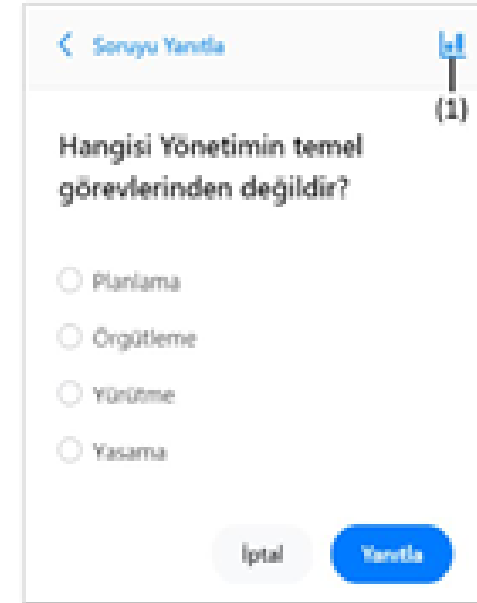 Soruyu Yanıtla
(1)
Hangisi Yönetimin temel
görevlerinden değildir?
Planlama
Örgütleme
Yürütme
Yasama
İptal
Yanıtla